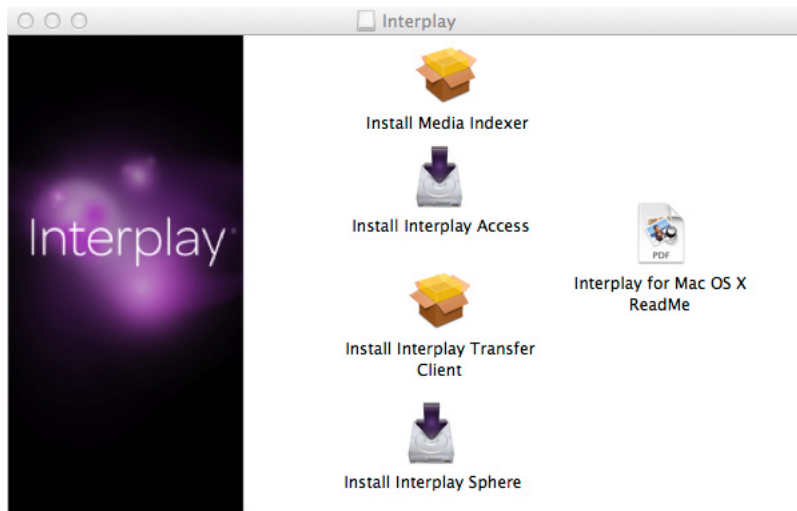 Interplay
Interplay®
Install Media Indexer
Install Interplay Access
PDF
Interplay for Mac OS X
ReadMe
Install Interplay Transfer
Client
Install Interplay Sphere